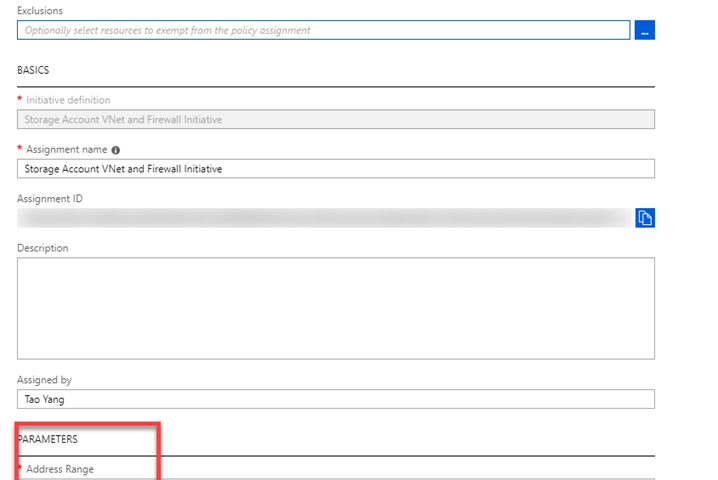 Exclusions
Optionally select resources to exempt from the policy assignment
...
BASICS
* Initiative definition
Storage Account VNet and Firewall Initiative
* Assignment name
Storage Account VNet and Firewall Initiative
Assignment ID
Description
Assigned by
Tao Yang
PARAMETERS
* Address Range